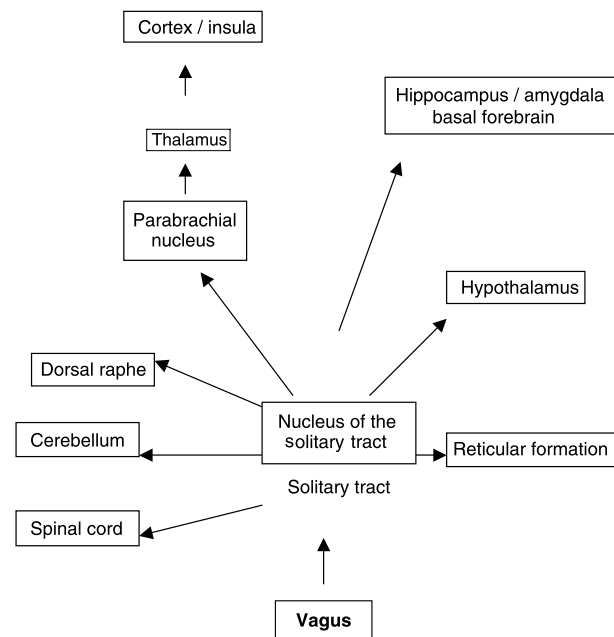 Cortex / insula
Hippocampus / amygdala
basal forebrain
Thalamus
Parabrachial
nucleus
Hypothalamus
Dorsal raphe
Nucleus of the
solitary tract
Cerebellum
Reticular formation
Solitary tract
Spinal cord
Vagus